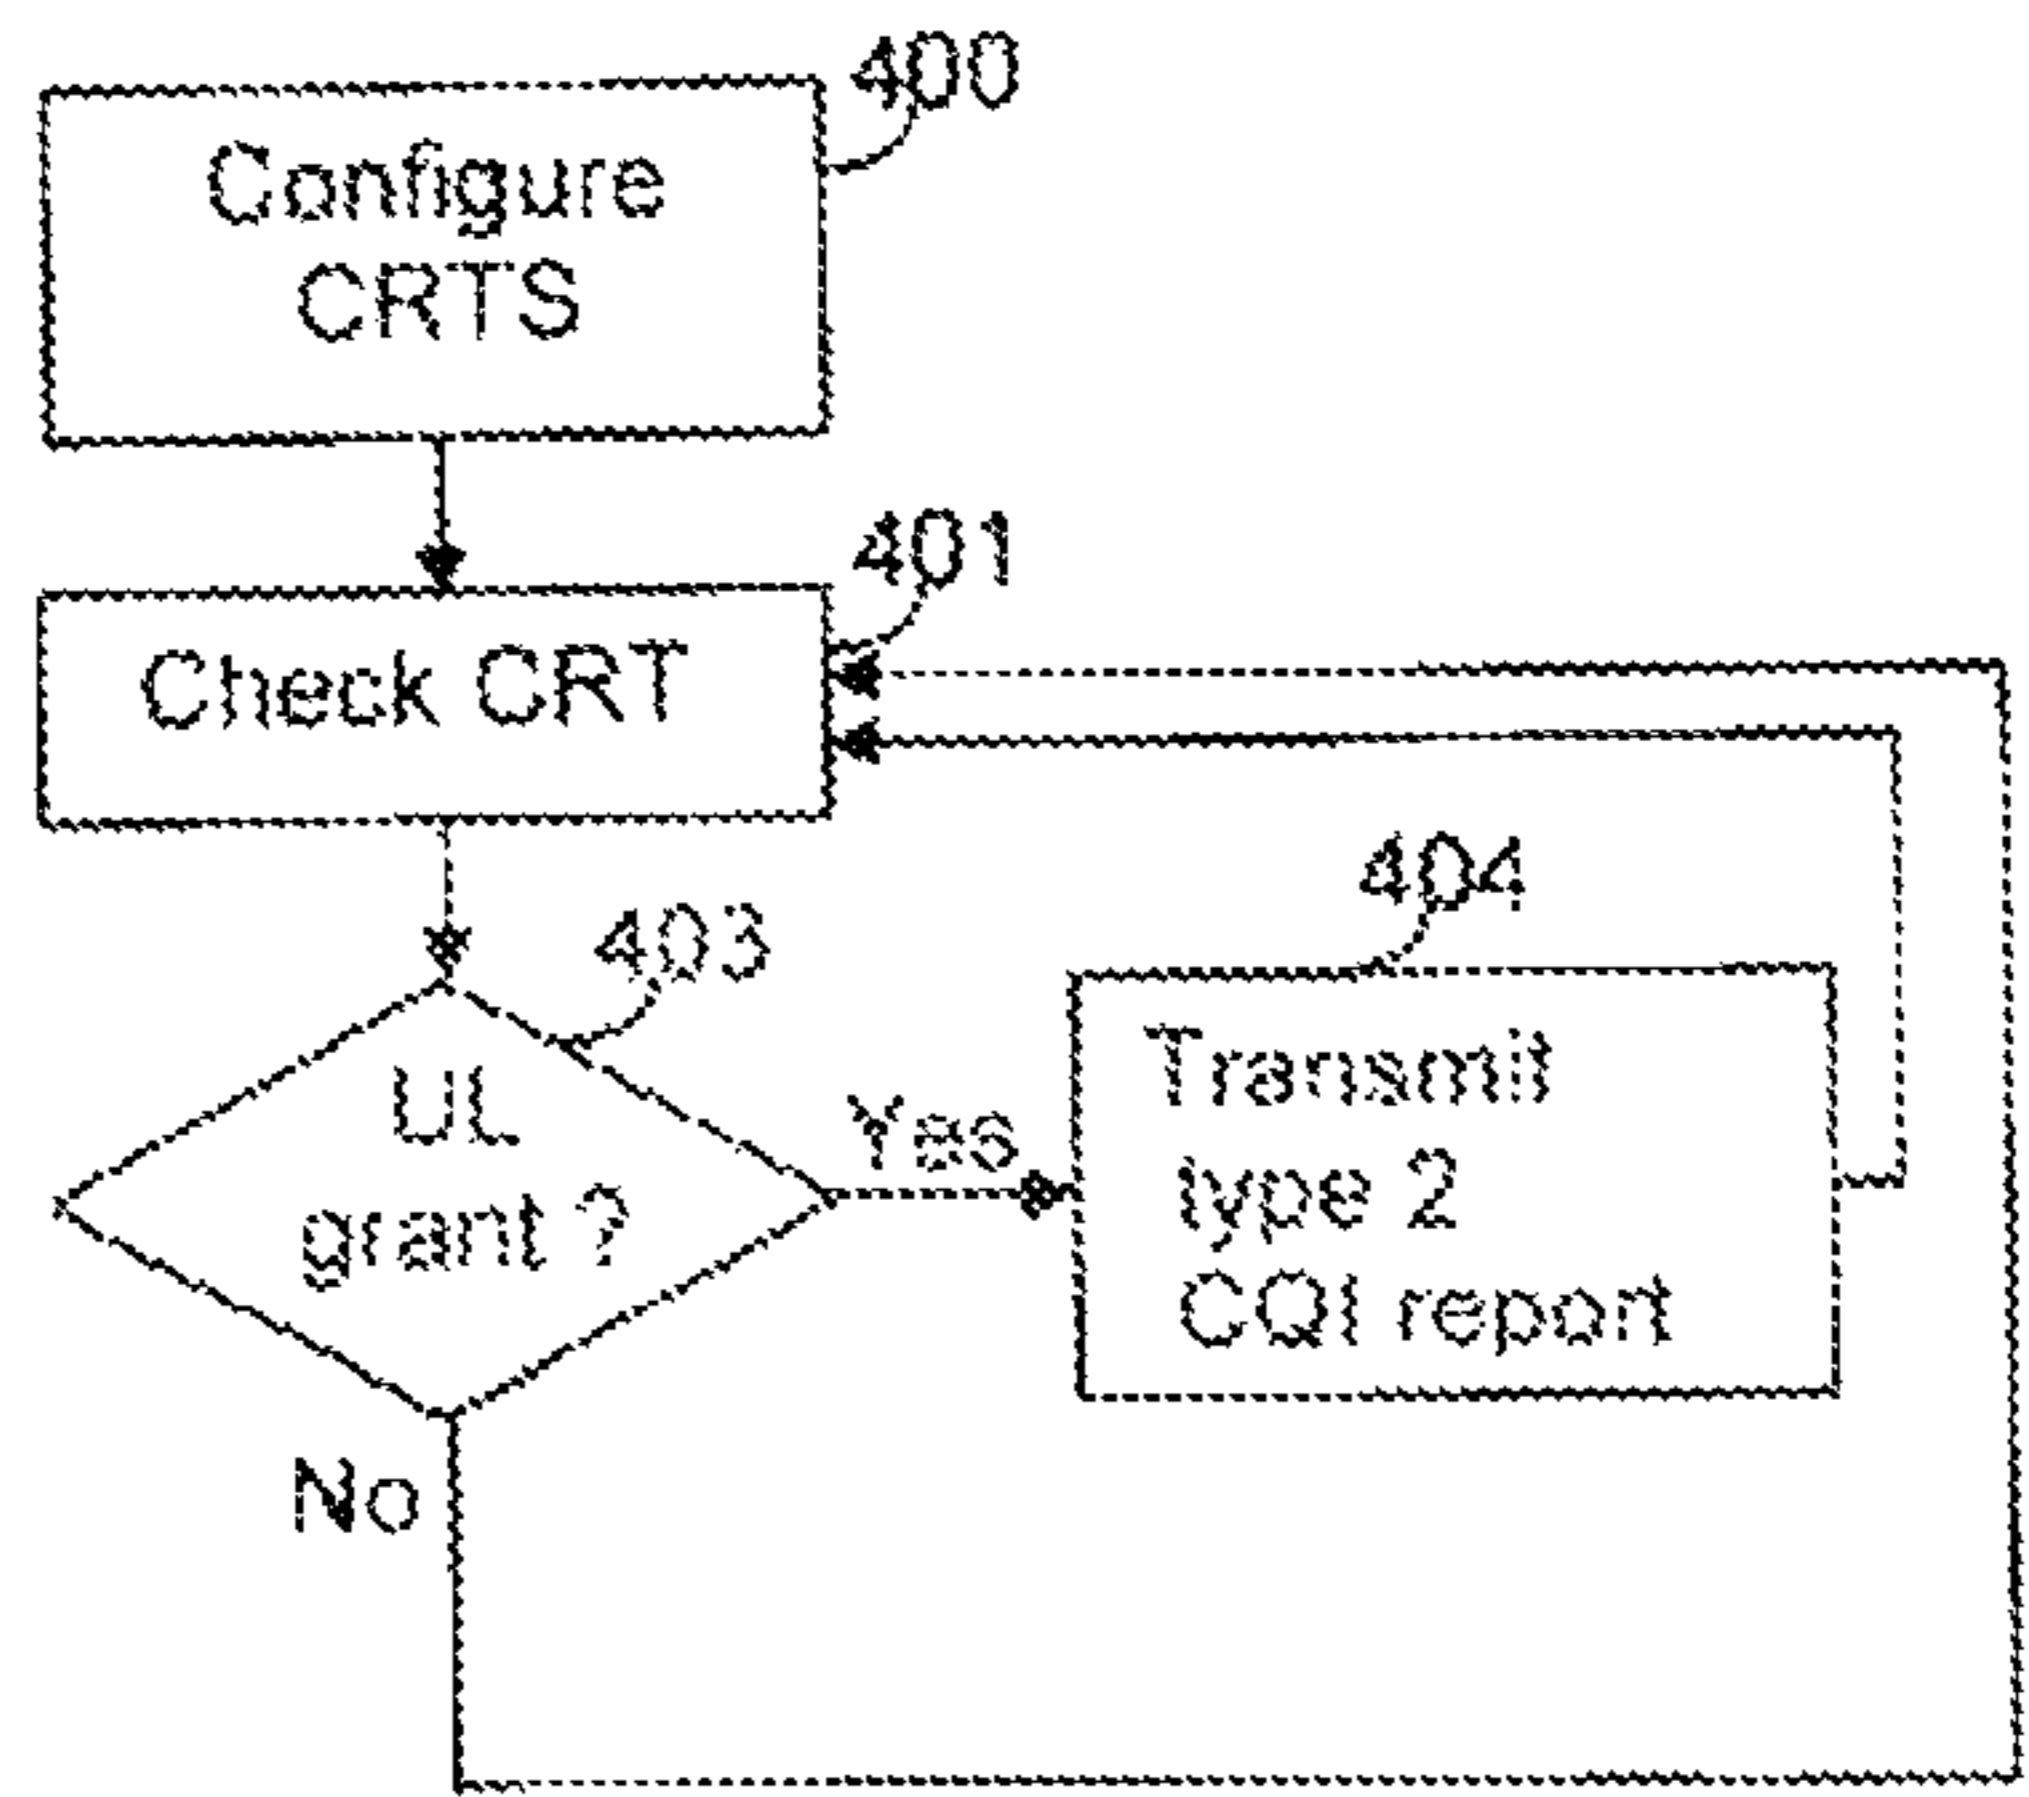 400
Configure
CRTS
401
Check CRT
404
403
UL
grant ?
Yes
Transmit
type 2
CQI report
No